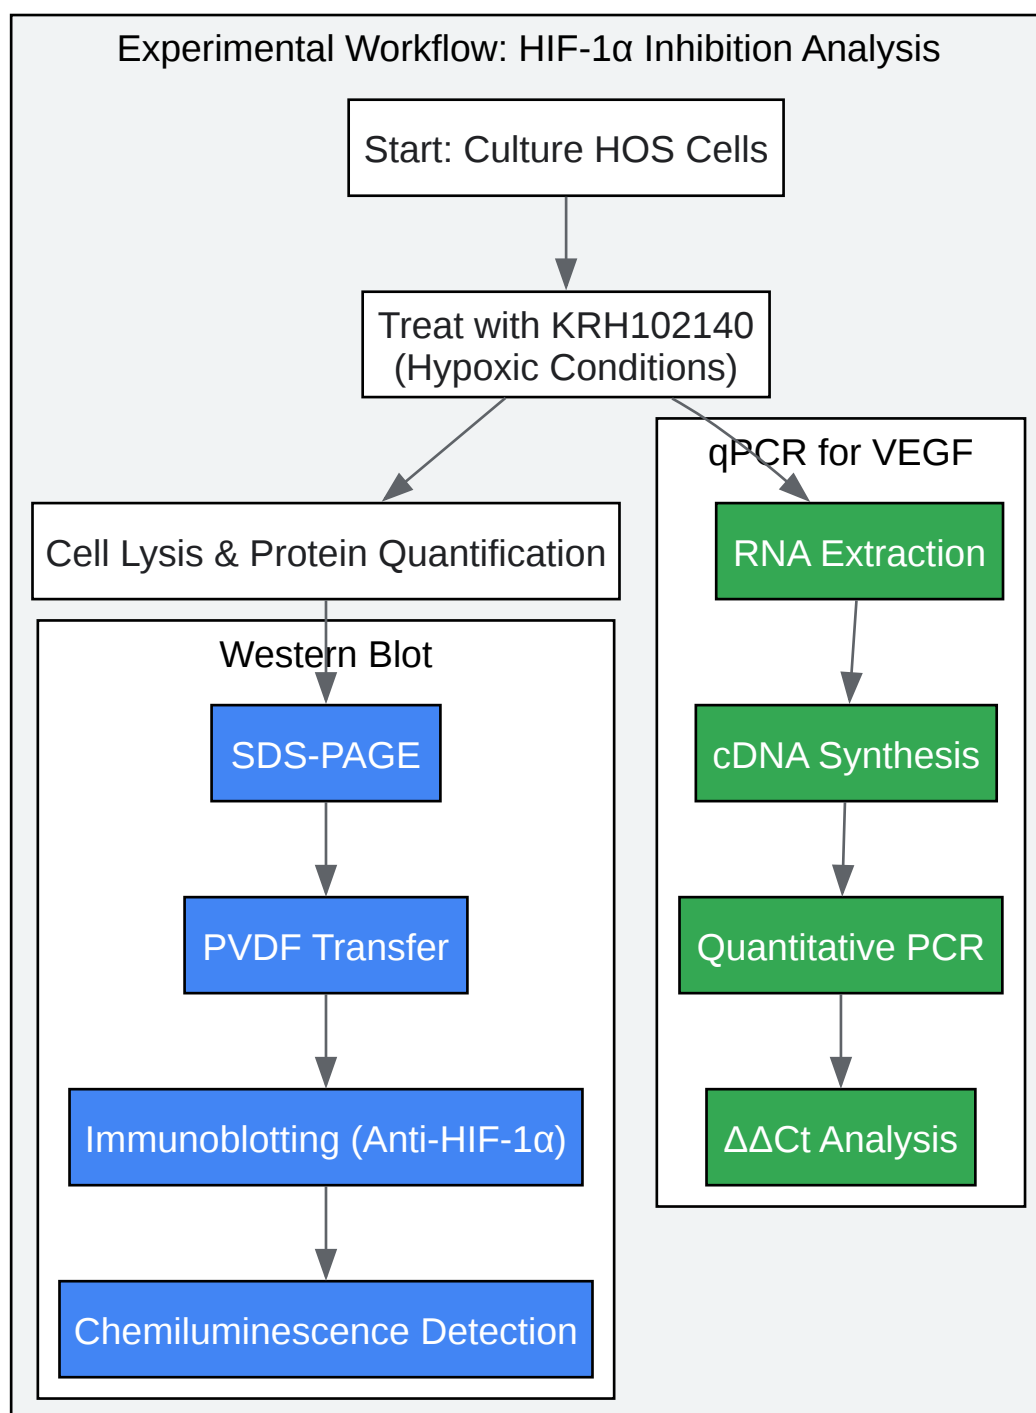 Experimental Workflow: HIF-1α Inhibition Analysis
Start: Culture HOS Cells
Treat with KRH102140
(Hypoxic Conditions)
Cell Lysis & Protein Quantification
Western Blot
SDS-PAGE
PVDF Transfer
Immunoblotting (Anti-HIF-1α)
Chemiluminescence Detection
qPCR for VEGF
RNA Extraction
cDNA Synthesis
Quantitative PCR
ΔΔCt Analysis